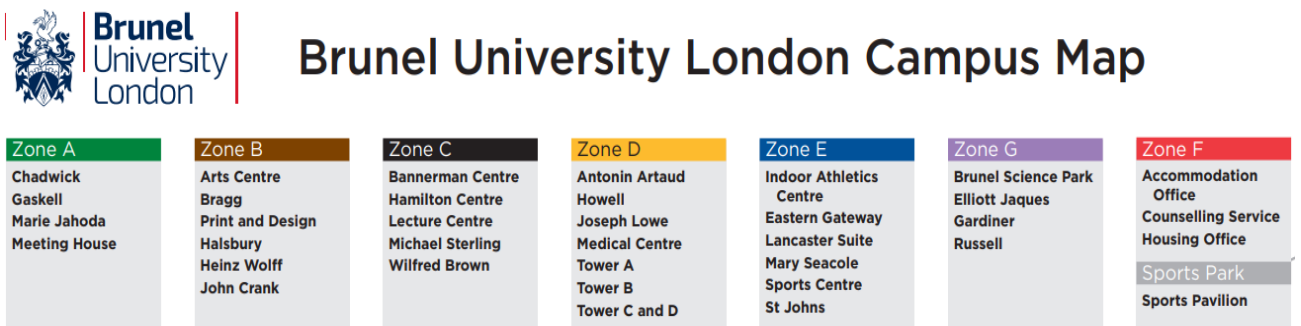 Brunel
University
London
Brunel University London Campus Map
Zone A
Chadwick
Gaskell
Marie Jahoda
Meeting House
Zone B
Arts Centre
Bragg
Print and Design
Halsbury
Heinz Wolff
John Crank
Zone C
Bannerman Centre
Hamilton Centre
Lecture Centre
Michael Sterling
Wilfred Brown
Zone D
Antonin Artaud
Howell
Joseph Lowe
Medical Centre
Tower A
Tower B
Tower C and D
Zone E
Indoor Athletics
Centre
Eastern Gateway
Lancaster Suite
Mary Seacole
Sports Centre
St Johns
Zone G
Brunel Science Park
Elliott Jaques
Gardiner
Russell
Zone F
Accommodation
Office
Counselling Service
Housing Office
Sports Park
Sports Pavilion